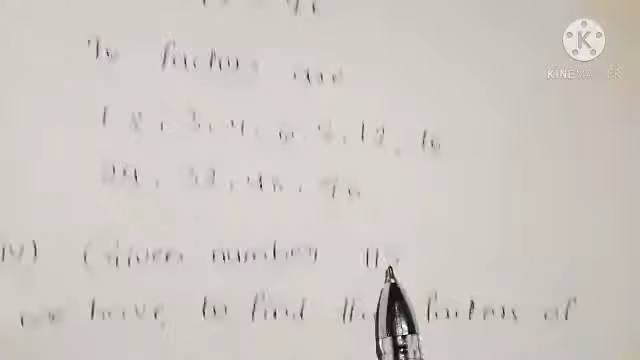 The factors are
1, 2, 3, 4, 6, 8, 12, 16
24, 32, 48, 96
iv) Given number
we have to find the factors of
KINEMASTER